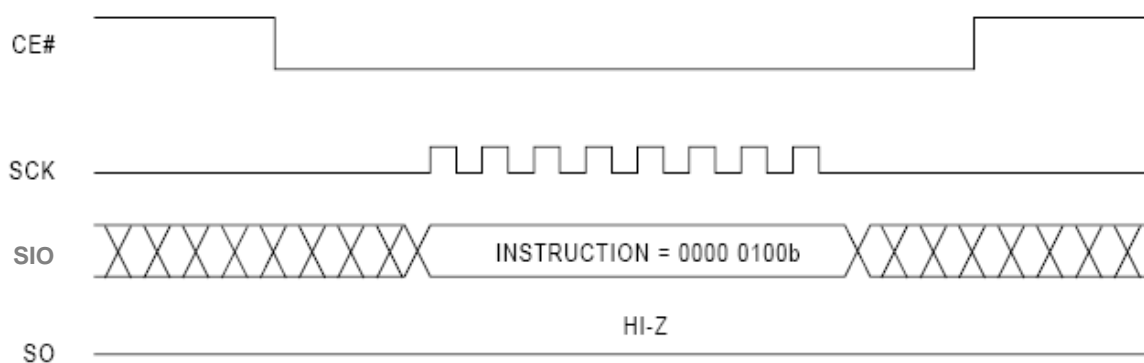 CE#
SCK
SIO
INSTRUCTION = 0000 0100b
HI-Z
SO